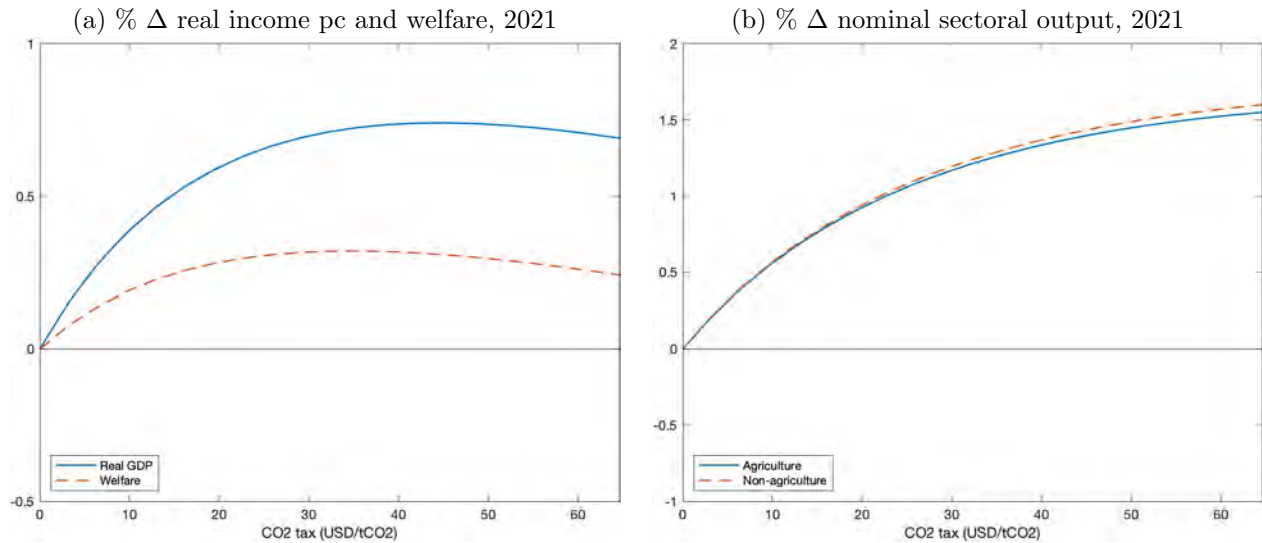 (a) % Δ real income pc and welfare, 2021
1
0.5
0
-0.5
Real GDP
Welfare
0 10 20 30 40 50 60
CO2 tax (USD/tCO2)
(b) % Δ nominal sectoral output, 2021
2
1.5
1
0.5
0
-0.5
-1
Agriculture
Non-agriculture
0 10 20 30 40 50 60
CO2 tax (USD/tCO2)